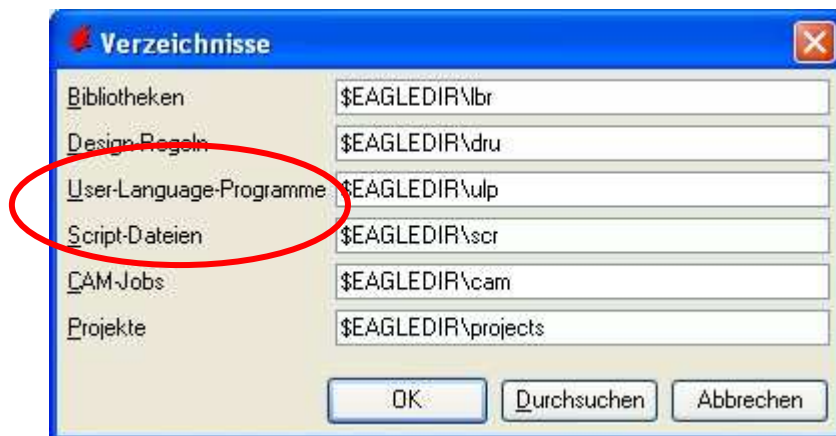 Verzeichnisse
Bibliotheken $EAGLEDIR\lbr
Design-Regeln $EAGLEDIR\dru
User-Language-Programme $EAGLEDIR\ulp
Script-Dateien $EAGLEDIR\scr
CAM-Jobs $EAGLEDIR\cam
Projekte $EAGLEDIR\projects
OK Durchsuchen Abbrechen